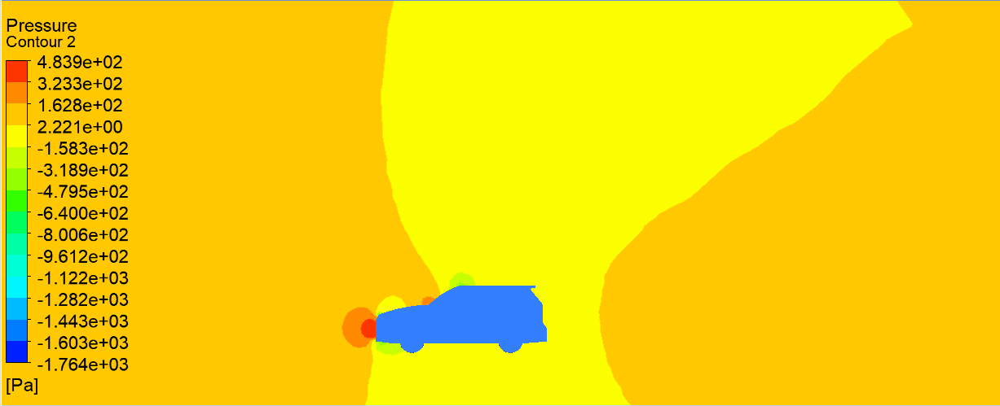 Pressure
Contour 2
4.839e+02
3.233e+02
1.628e+02
2.221e+00
-1.583e+02
-3.189e+02
-4.795e+02
-6.400e+02
-8.006e+02
-9.612e+02
-1.122e+03
-1.282e+03
-1.443e+03
-1.603e+03
-1.764e+03
[Pa]